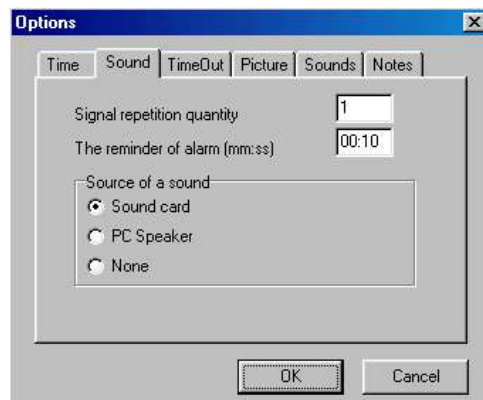 Options
Time Sound TimeOut Picture Sounds Notes
Signal repetition quantity 1
The reminder of alarm (mm:ss) 00:10
Source of a sound
Sound card
PC Speaker
None
OK Cancel